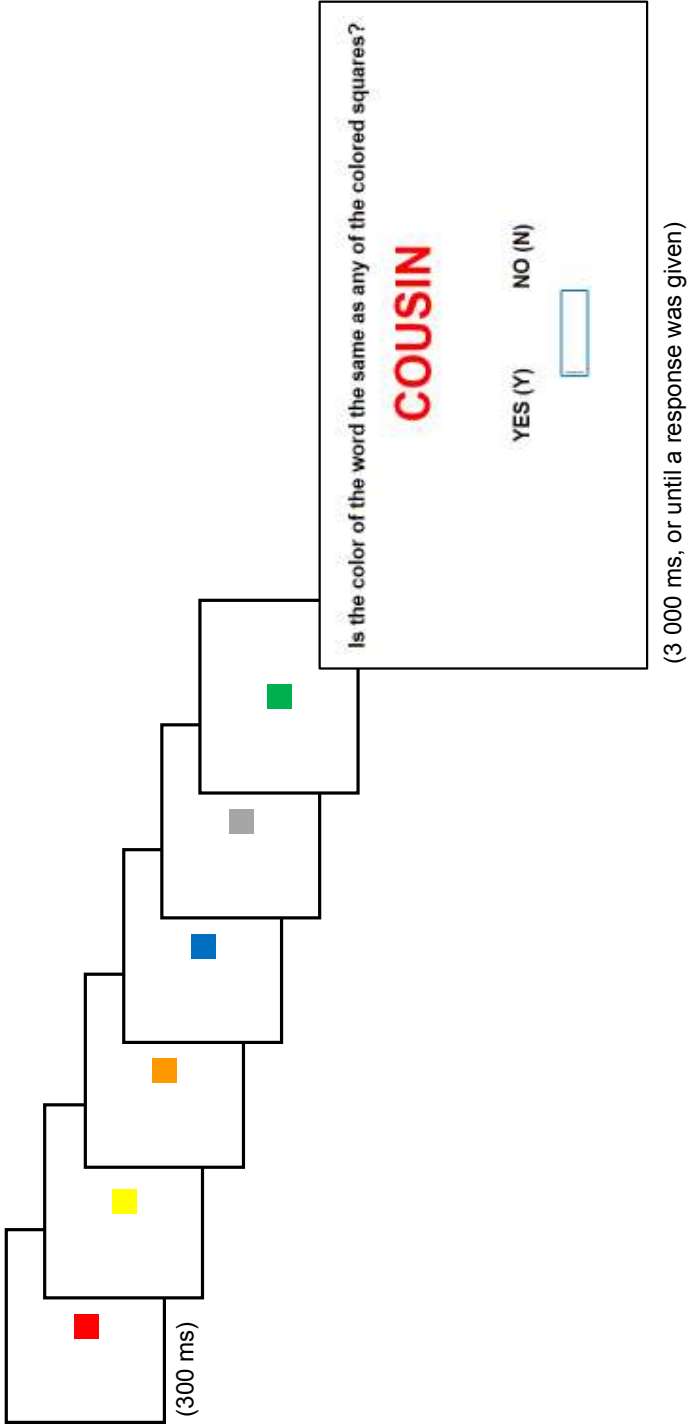 (300 ms)
Is the color of the word the same as any of the colored squares?
COUSIN
YES (Y) NO (N)
(3 000 ms, or until a response was given)